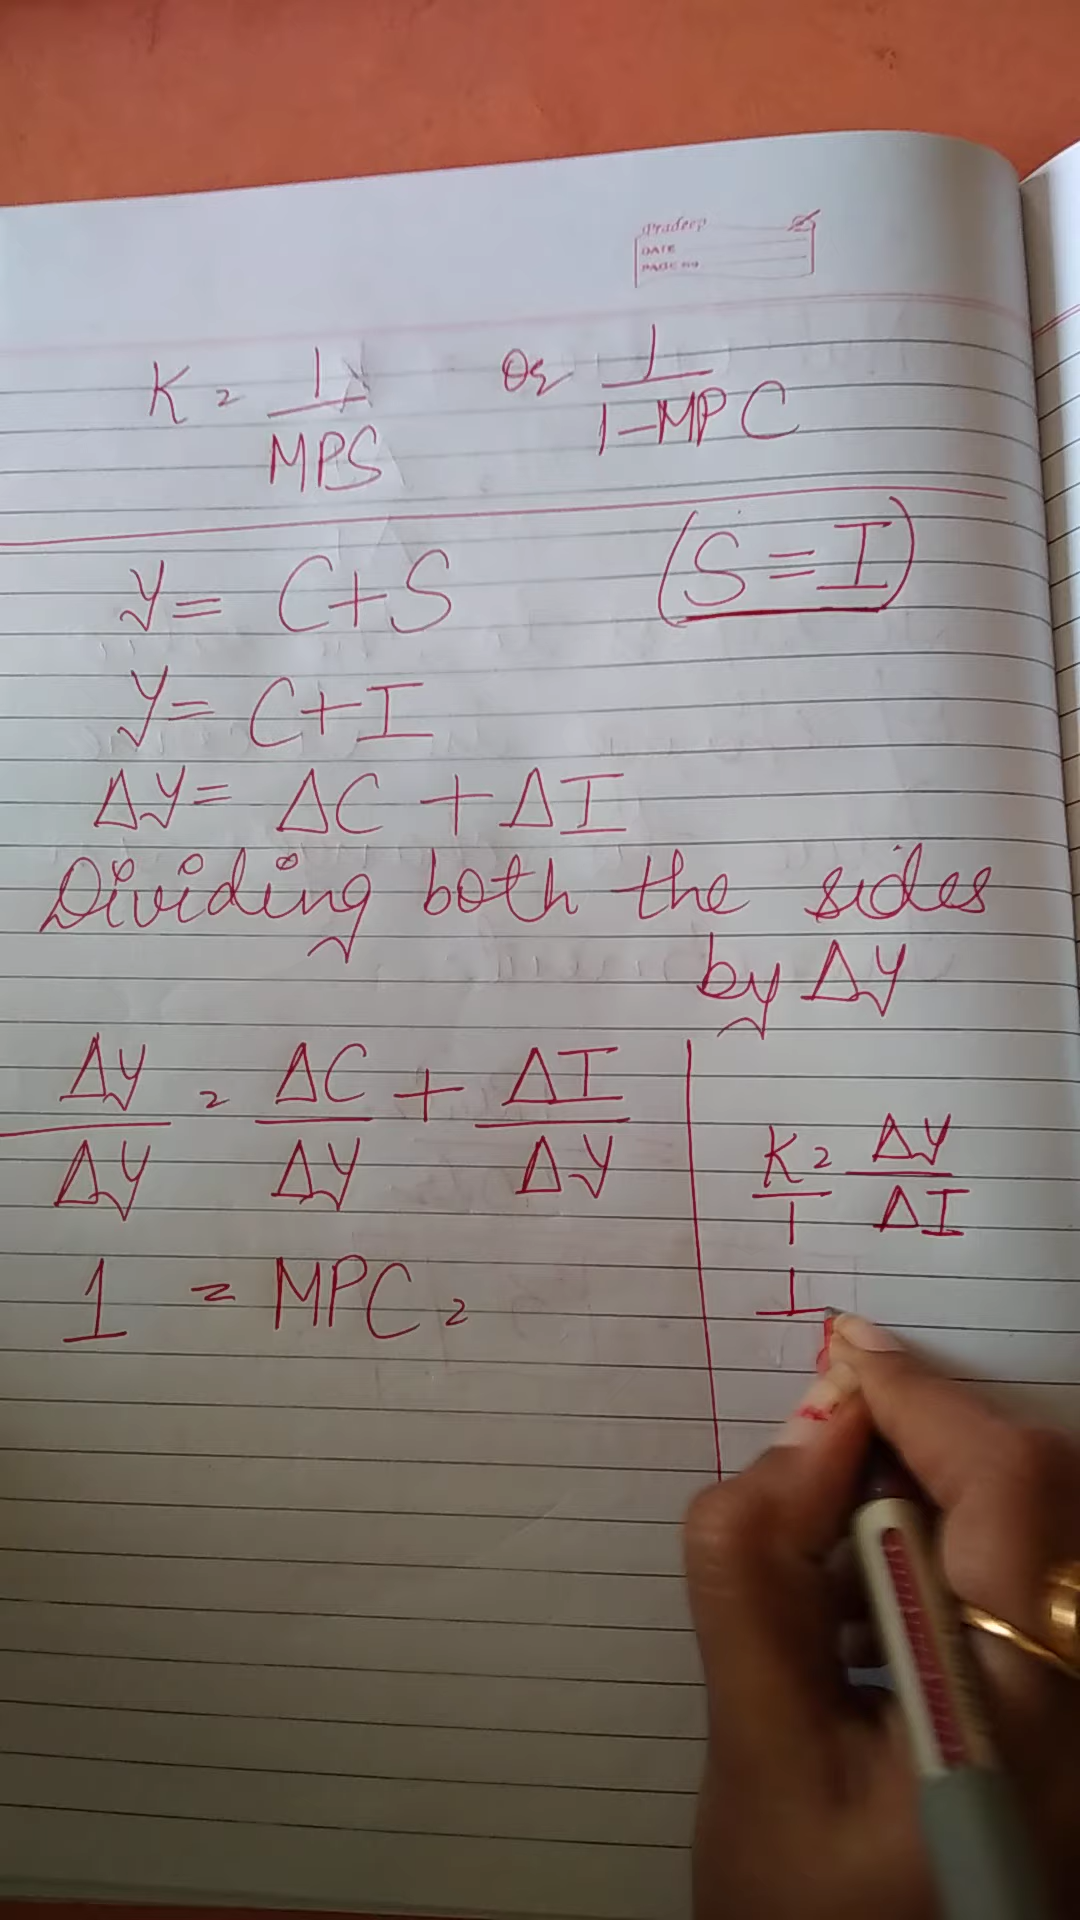 Pradeep
DATE
PAGE NO
K = 1/MPS Or 1/1-MPC
Y = C+S (S = I)
Y = C+I
ΔY = ΔC + ΔI
Dividing both the sides
by ΔY
ΔY/ΔY = ΔC/ΔY + ΔI/ΔY
1 = MPC =
K/1 = ΔY/ΔI
1